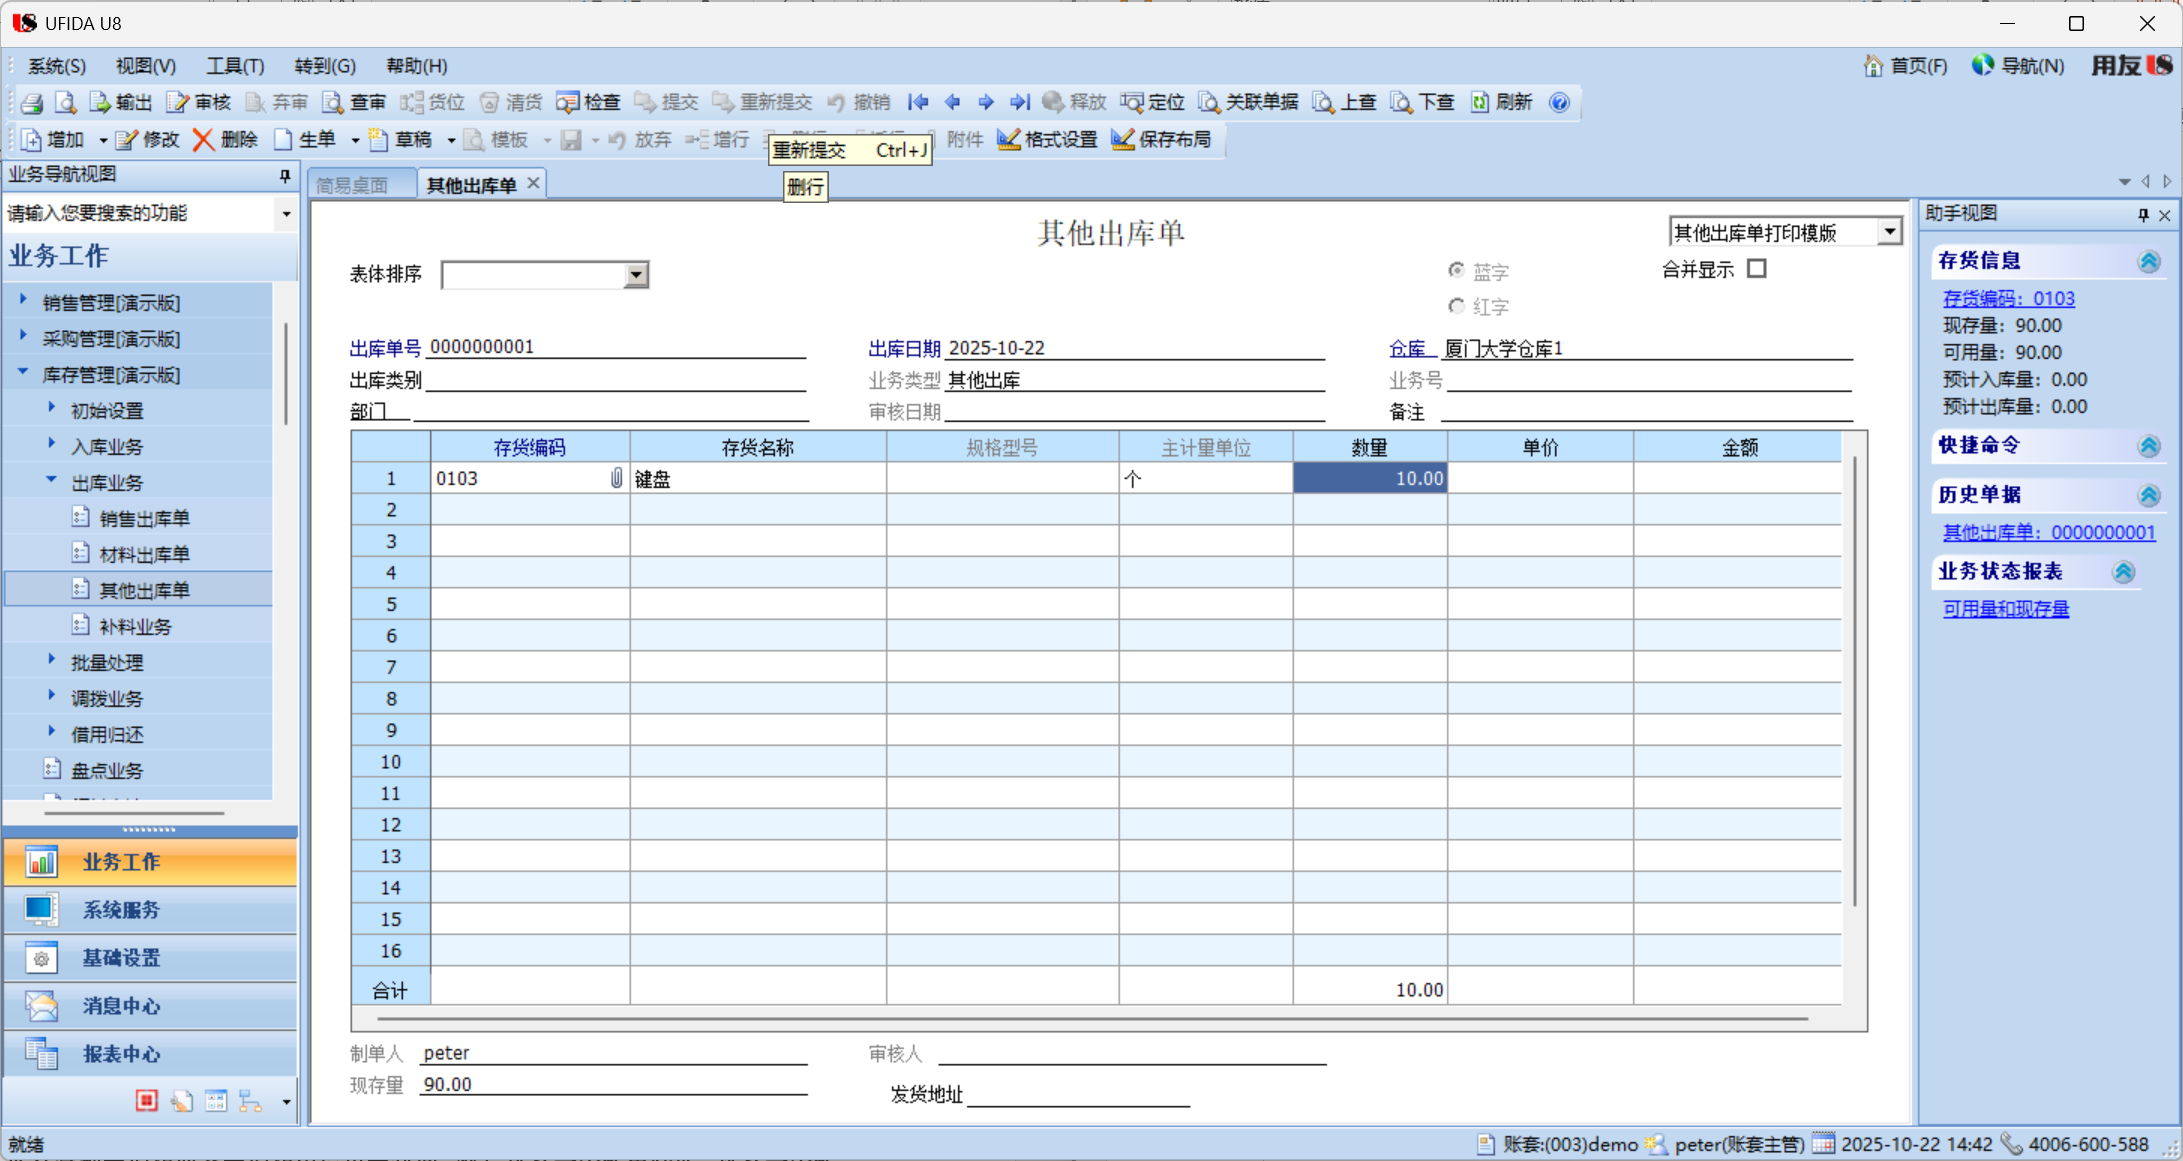 UFIDA U8
系统(S) 视图(V) 工具(T) 转到(G) 帮助(H) 首页(F) 导航(N) 用友U8
输出 审核 弃审 查审 货位 清货 检查 提交 重新提交 撤销 释放 定位 关联单据 上查 下查 刷新
增加 修改 删除 生单 草稿 模板 放弃 增行 附件 格式设置 保存布局
重新提交 Ctrl+J
删行
业务导航视图
请输入您要搜索的功能
业务工作
销售管理[演示版]
采购管理[演示版]
库存管理[演示版]
初始设置
入库业务
出库业务
销售出库单
材料出库单
其他出库单
补料业务
批量处理
调拨业务
借用归还
盘点业务
业务工作
系统服务
基础设置
消息中心
报表中心
简易桌面 其他出库单
其他出库单
其他出库单打印模版
表体排序
蓝字
红字
合并显示
出库单号 0000000001 出库日期 2025-10-22 仓库 厦门大学仓库1
出库类别 业务类型 其他出库 业务号
部门 审核日期 备注
存货编码 存货名称 规格型号 主计量单位 数量 单价 金额
1 0103 键盘 个 10.00
2
3
4
5
6
7
8
9
10
11
12
13
14
15
16
合计 10.00
制单人 peter 审核人
现存量 90.00 发货地址
助手视图
存货信息
存货编码：0103
现存量：90.00
可用量：90.00
预计入库量：0.00
预计出库量：0.00
快捷命令
历史单据
其他出库单：0000000001
业务状态报表
可用量和现存量
就绪 账套:(003)demo peter(账套主管) 2025-10-22 14:42 4006-600-588